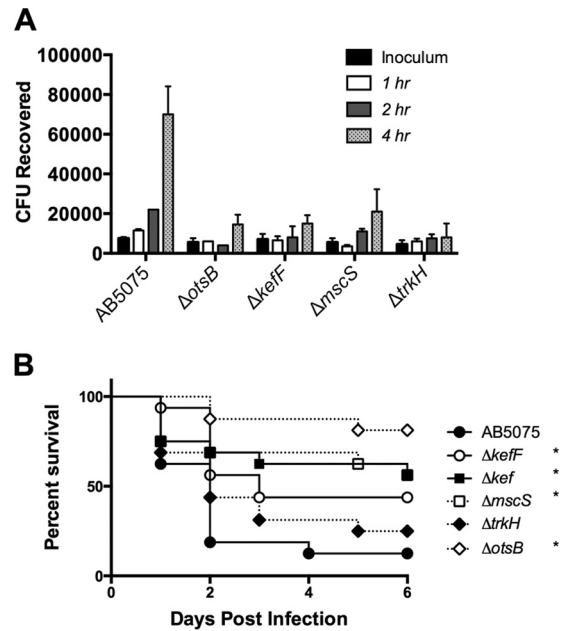 A
100000
80000
60000
40000
20000
0
CFU Recovered
Inoculum
1 hr
2 hr
4 hr
AB5075
ΔotsB
ΔkefF
ΔmscS
ΔtrkH
B
100
50
0
Percent survival
0 2 4 6
Days Post Infection
AB5075
ΔkefF *
Δkef *
ΔmscS *
ΔtrkH
ΔotsB *